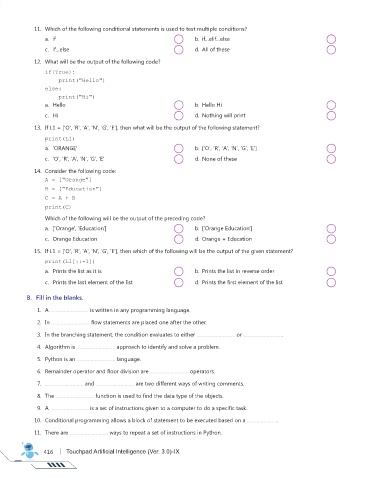 11. Which of the following conditional statements is used to test multiple conditions?
a. if b. if...elif...else
c. if...else d. All of these
12. What will be the output of the following code?
if(True):
print("Hello")
else:
print("Hi")
a. Hello b. Hello Hi
c. Hi d. Nothing will print
13. If L1 = ['O', 'R', 'A', 'N', 'G', 'E'], then what will be the output of the following statement?
print(L1)
a. 'ORANGE' b. ['O', 'R', 'A', 'N', 'G', 'E']
c. 'O', 'R', 'A', 'N', 'G', 'E' d. None of these
14. Consider the following code:
A = ["Orange"]
B = ["Education"]
C = A + B
print(C)
Which of the following will be the output of the preceding code?
a. ['Orange', 'Education'] b. ['Orange Education']
c. Orange Education d. Orange + Education
15. If L1 = ['O', 'R', 'A', 'N', 'G', 'E'], then which of the following will be the output of the given statement?
print(L1[::-1])
a. Prints the list as it is b. Prints the list in reverse order
c. Prints the last element of the list d. Prints the first element of the list
B. Fill in the blanks.
1. A .................... is written in any programming language.
2. In .................... flow statements are placed one after the other.
3. In the branching statement, the condition evaluates to either .................... or ....................
4. Algorithm is .................... approach to identify and solve a problem.
5. Python is an .................... language.
6. Remainder operator and floor division are .................... operators.
7. .................... and .................... are two different ways of writing comments.
8. The .................... function is used to find the data type of the objects.
9. A .................... is a set of instructions given to a computer to do a specific task.
10. Conditional programming allows a block of statement to be executed based on a ....................
11. There are .................... ways to repeat a set of instructions in Python.
416 | Touchpad Artificial Intelligence (Ver. 3.0)-IX